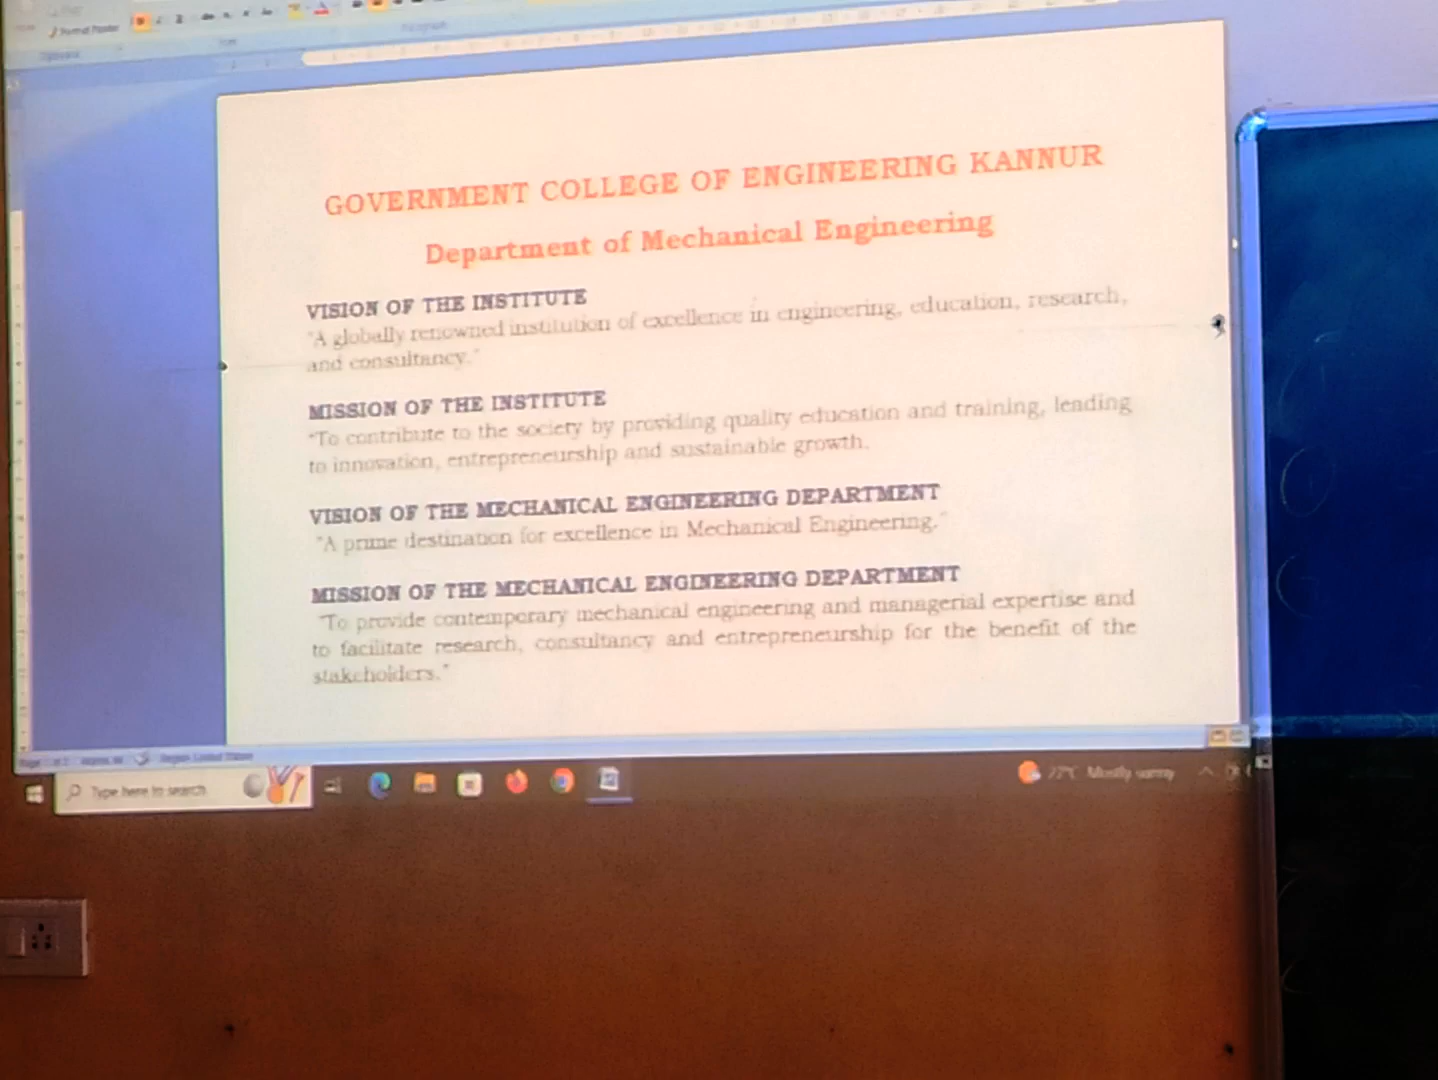 Format Painter
GOVERNMENT COLLEGE OF ENGINEERING KANNUR
Department of Mechanical Engineering
VISION OF THE INSTITUTE
"A globally renowned institution of excellence in engineering, education, research,
and consultancy."
MISSION OF THE INSTITUTE
"To contribute to the society by providing quality education and training, leading
to innovation, entrepreneurship and sustainable growth.
VISION OF THE MECHANICAL ENGINEERING DEPARTMENT
"A prime destination for excellence in Mechanical Engineering."
MISSION OF THE MECHANICAL ENGINEERING DEPARTMENT
"To provide contemporary mechanical engineering and managerial expertise and
to facilitate research, consultancy and entrepreneurship for the benefit of the
stakeholders."
Type here to search
Mostly sunny